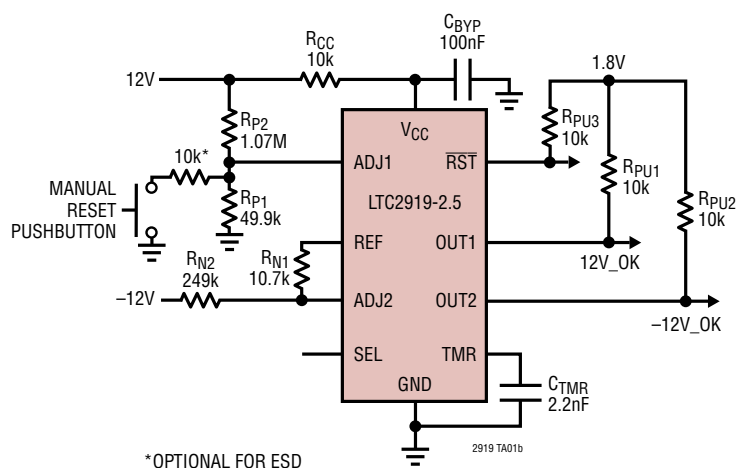 CBYP
100nF
RCC
10k
12V
1.8V
RP2
1.07M
VCC
RPU3
10k
ADJ1
RST
RPU1
10k
10k*
MANUAL
RESET
PUSHBUTTON
RP1
49.9k
LTC2919-2.5
RPU2
10k
REF
OUT1
12V_OK
RN2
249k
RN1
10.7k
–12V
ADJ2
OUT2
–12V_OK
SEL
TMR
GND
CTMR
2.2nF
2919 TA01b
*OPTIONAL FOR ESD